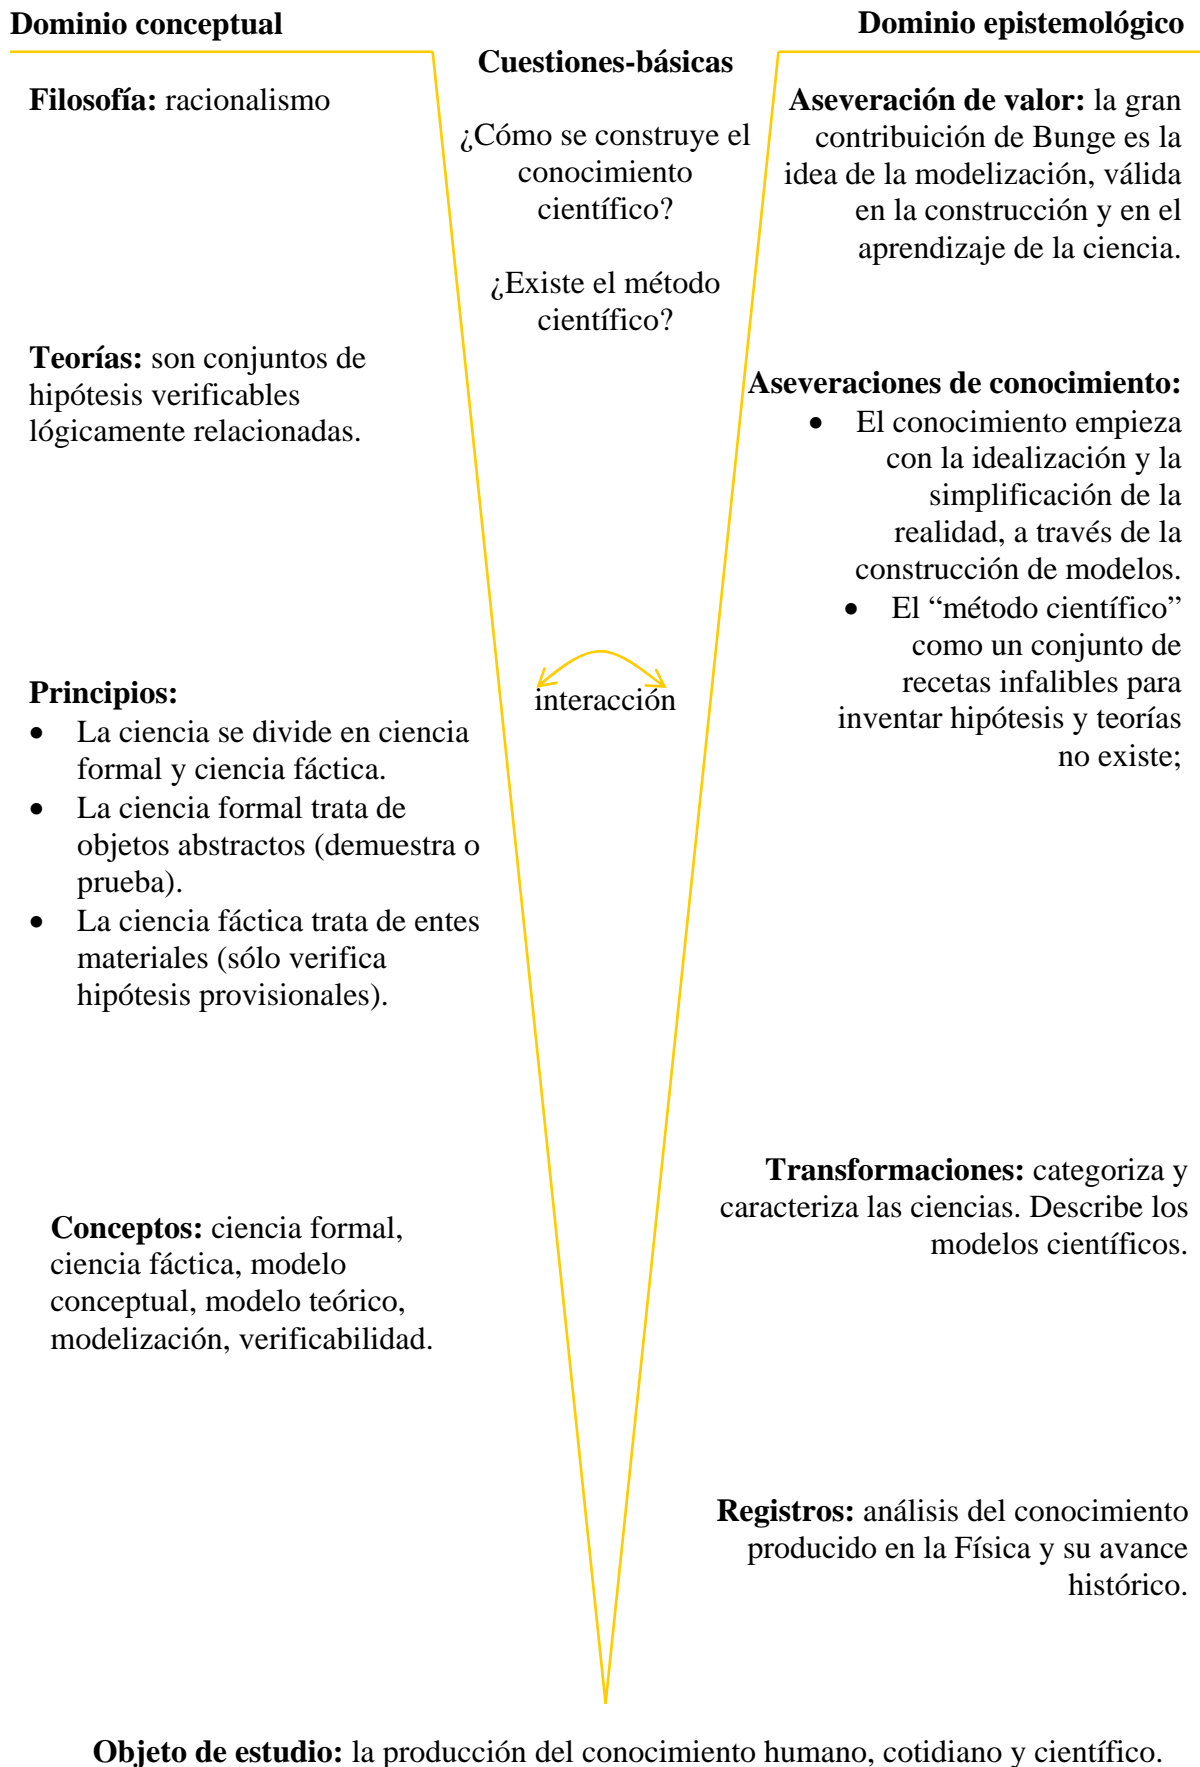 Dominio conceptual
Filosofía: racionalismo
Teorías: son conjuntos de
hipótesis verificables
lógicamente relacionadas.
Principios:
• La ciencia se divide en ciencia
formal y ciencia fáctica.
• La ciencia formal trata de
objetos abstractos (demuestra o
prueba).
• La ciencia fáctica trata de entes
materiales (sólo verifica
hipótesis provisionales).
Conceptos: ciencia formal,
ciencia fáctica, modelo
conceptual, modelo teórico,
modelización, verificabilidad.
Cuestiones-básicas
¿Cómo se construye el
conocimiento
científico?
¿Existe el método
científico?
interacción
Dominio epistemológico
Aseveración de valor: la gran
contribuición de Bunge es la
idea de la modelización, válida
en la construcción y en el
aprendizaje de la ciencia.
Aseveraciones de conocimiento:
• El conocimiento empieza
con la idealización y la
simplificación de la
realidad, a través de la
construcción de modelos.
• El “método científico”
como un conjunto de
recetas infalibles para
inventar hipótesis y teorías
no existe;
Transformaciones: categoriza y
caracteriza las ciencias. Describe los
modelos científicos.
Registros: análisis del conocimiento
producido en la Física y su avance
histórico.
Objeto de estudio: la producción del conocimiento humano, cotidiano y científico.